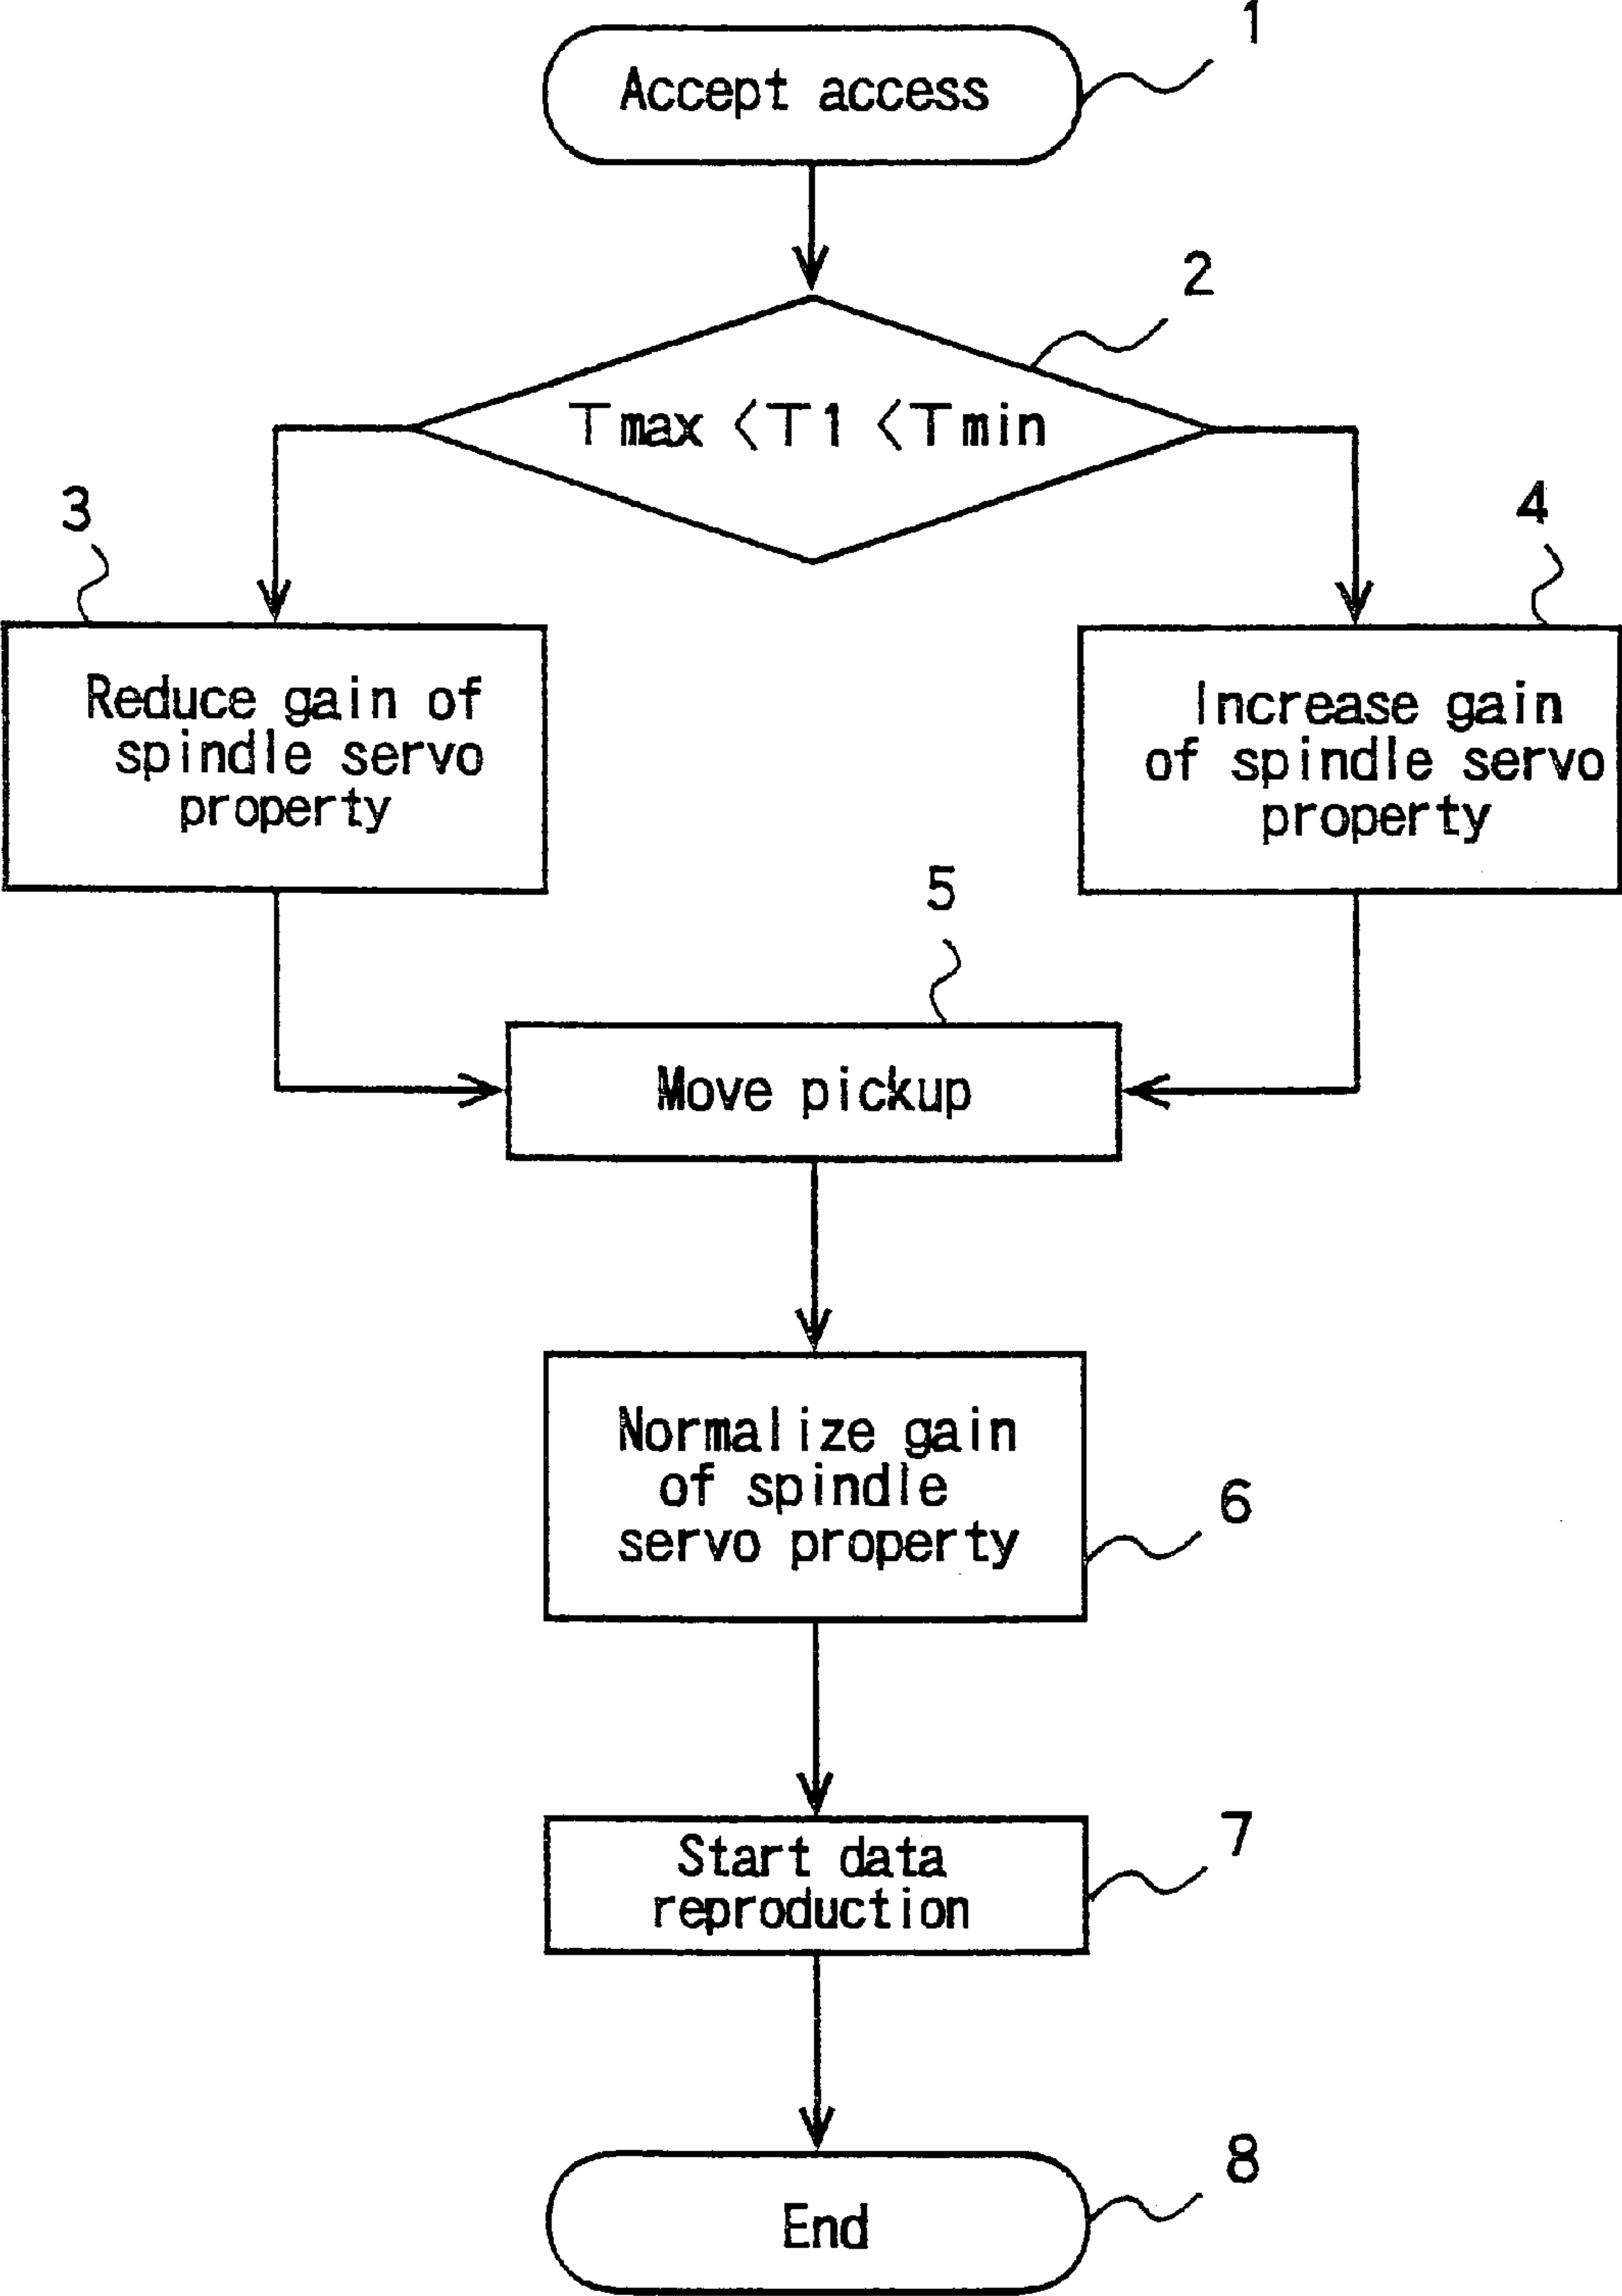 1
Accept access
2
Tmax <T1 <Tmin
3
Reduce gain of
spindle servo
property
4
Increase gain
of spindle servo
property
5
Move pickup
Normalize gain
of spindle
servo property
6
Start data
reproduction
7
End
8